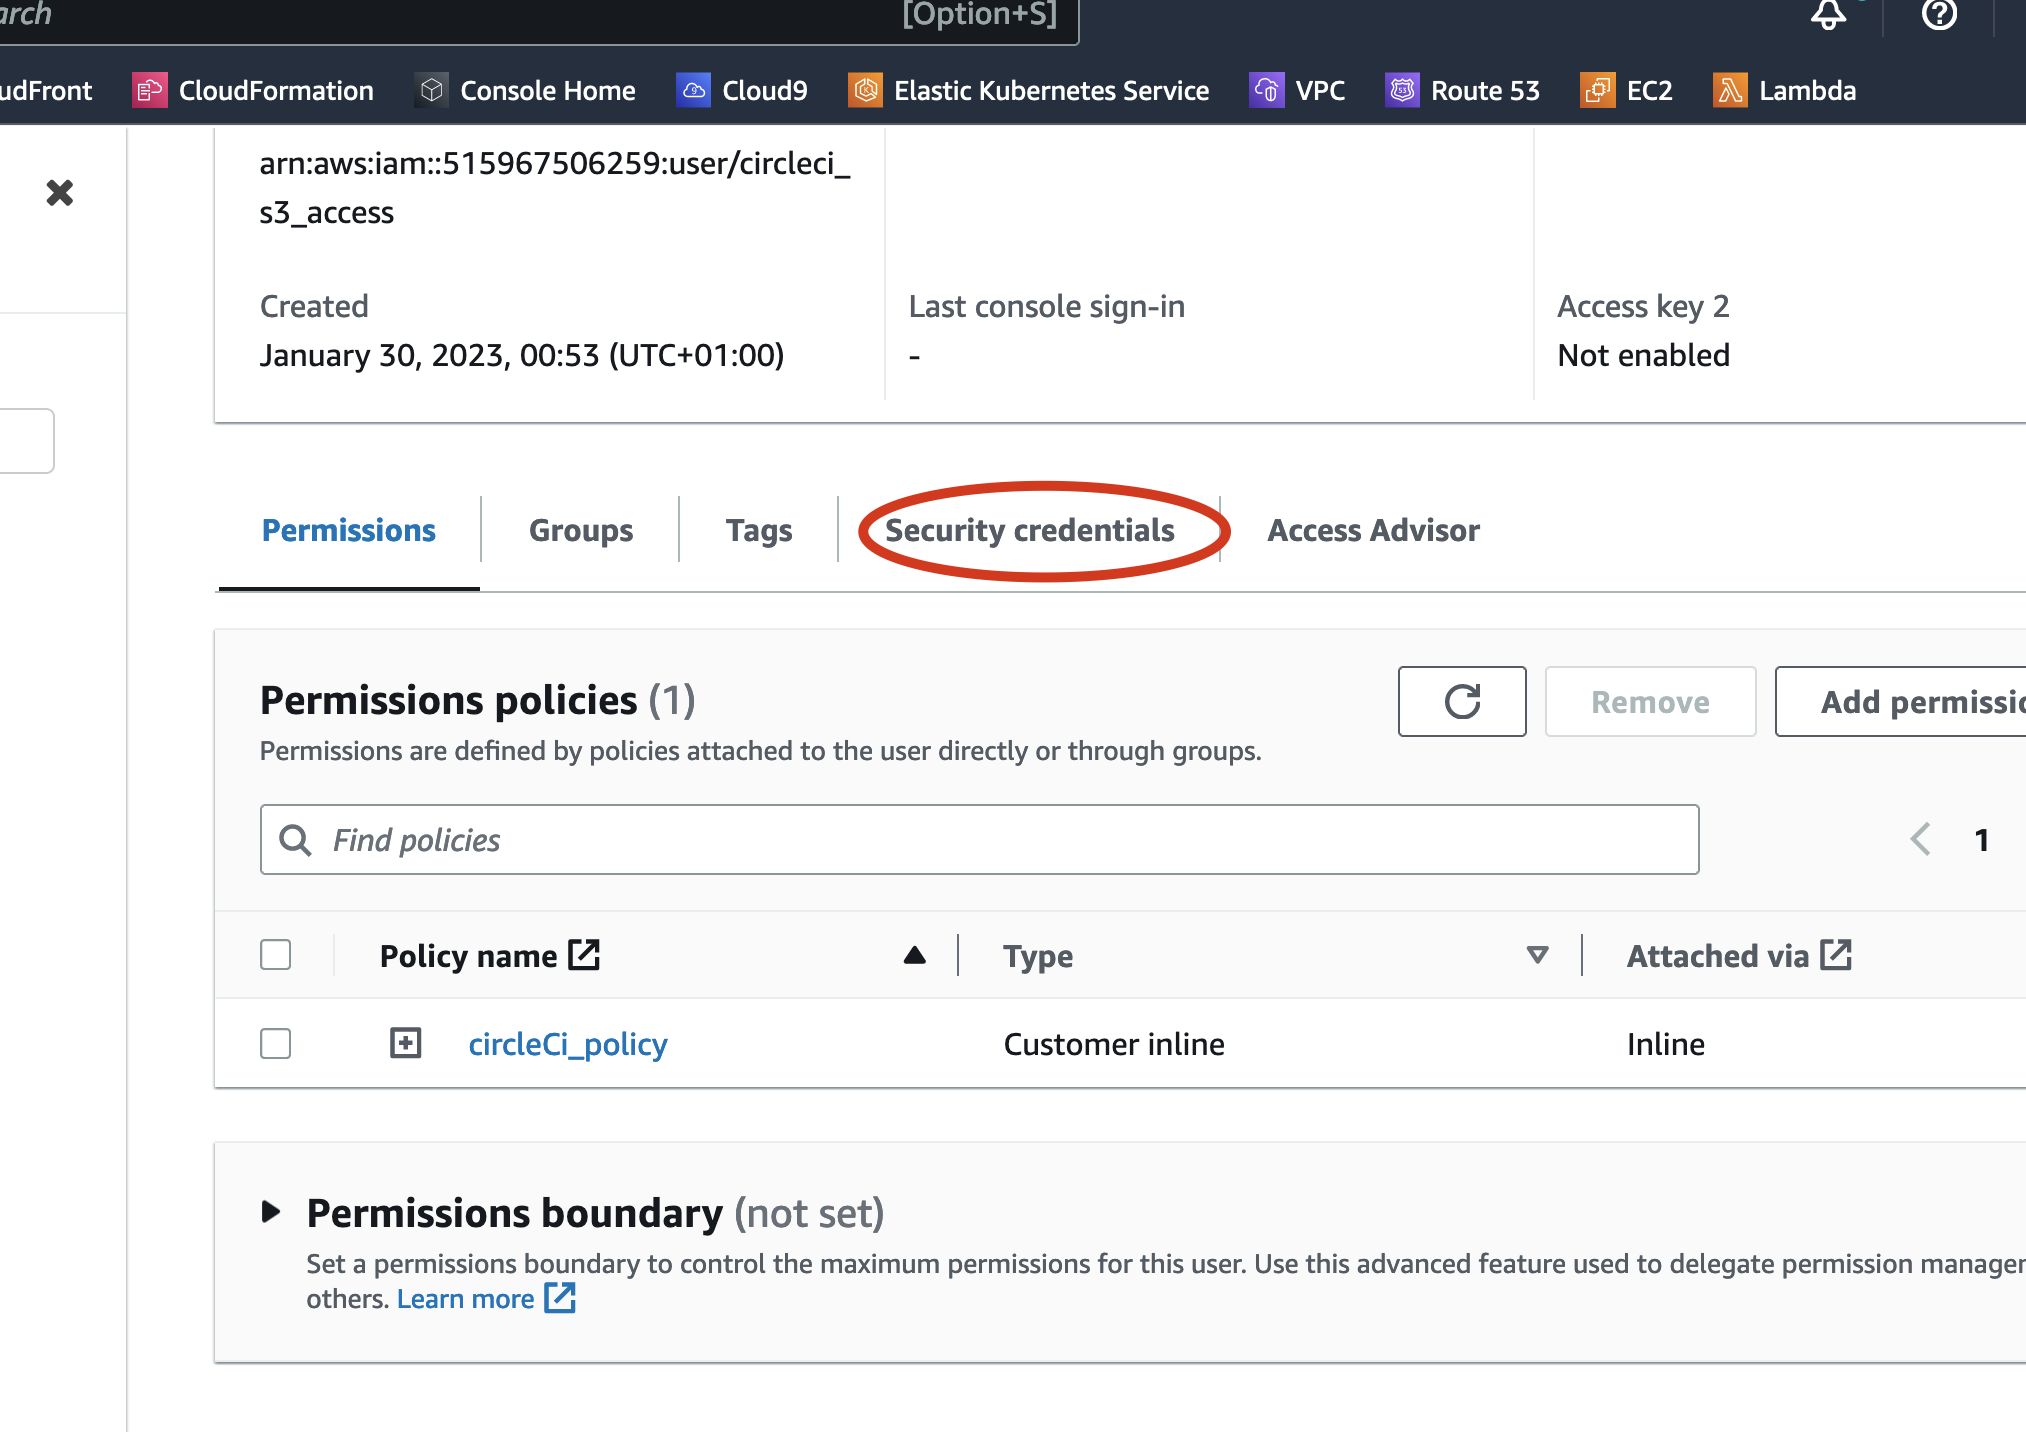 arch [Option+S]
udFront CloudFormation Console Home Cloud9 Elastic Kubernetes Service VPC Route 53 EC2 Lambda
arn:aws:iam::515967506259:user/circleci_
s3_access
Created Last console sign-in Access key 2
January 30, 2023, 00:53 (UTC+01:00) - Not enabled
Permissions Groups Tags Security credentials Access Advisor
Permissions policies (1) Remove Add permissio
Permissions are defined by policies attached to the user directly or through groups.
Find policies 1
Policy name Type Attached via
circleCi_policy Customer inline Inline
Permissions boundary (not set)
Set a permissions boundary to control the maximum permissions for this user. Use this advanced feature used to delegate permission manager
others. Learn more